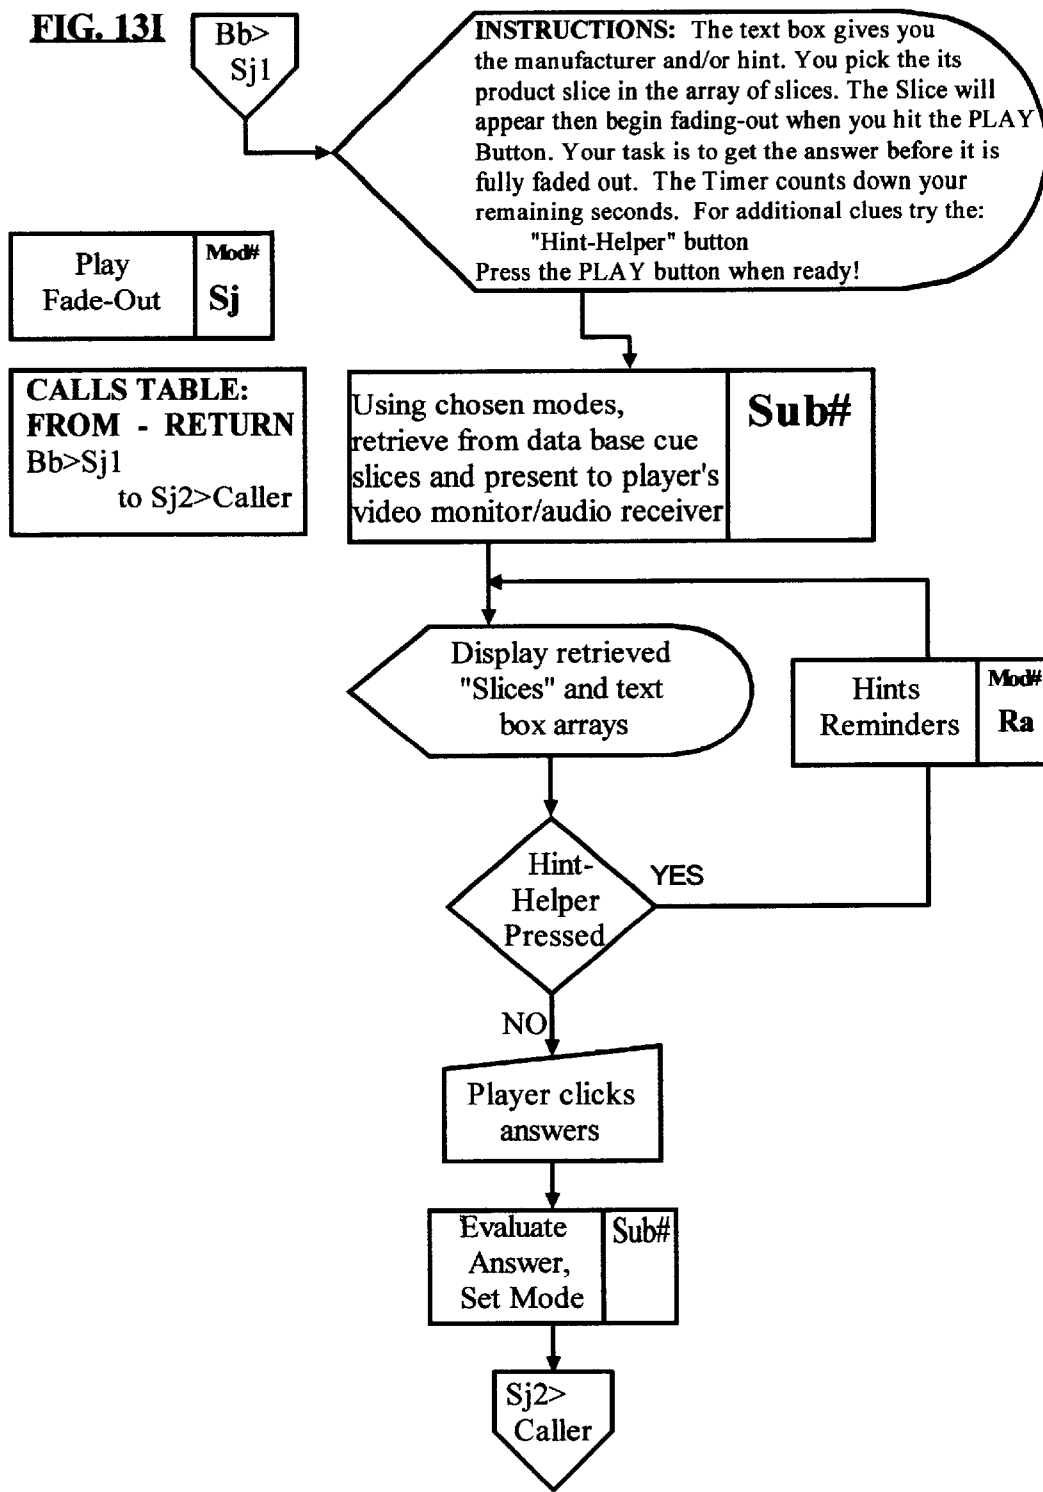 FIG. 13I
Bb>
Sj1
INSTRUCTIONS: The text box gives you
the manufacturer and/or hint. You pick the its
product slice in the array of slices. The Slice will
appear then begin fading-out when you hit the PLAY
Button. Your task is to get the answer before it is
fully faded out. The Timer counts down your
remaining seconds. For additional clues try the:
"Hint-Helper" button
Press the PLAY button when ready!
Play
Fade-Out
Mod#
Sj
CALLS TABLE:
FROM - RETURN
Bb>Sj1
to Sj2>Caller
Using chosen modes,
retrieve from data base cue
slices and present to player's
video monitor/audio receiver
Sub#
Display retrieved
"Slices" and text
box arrays
Hints
Reminders
Mod#
Ra
Hint-
Helper
Pressed
YES
NO
Player clicks
answers
Evaluate
Answer,
Set Mode
Sub#
Sj2>
Caller